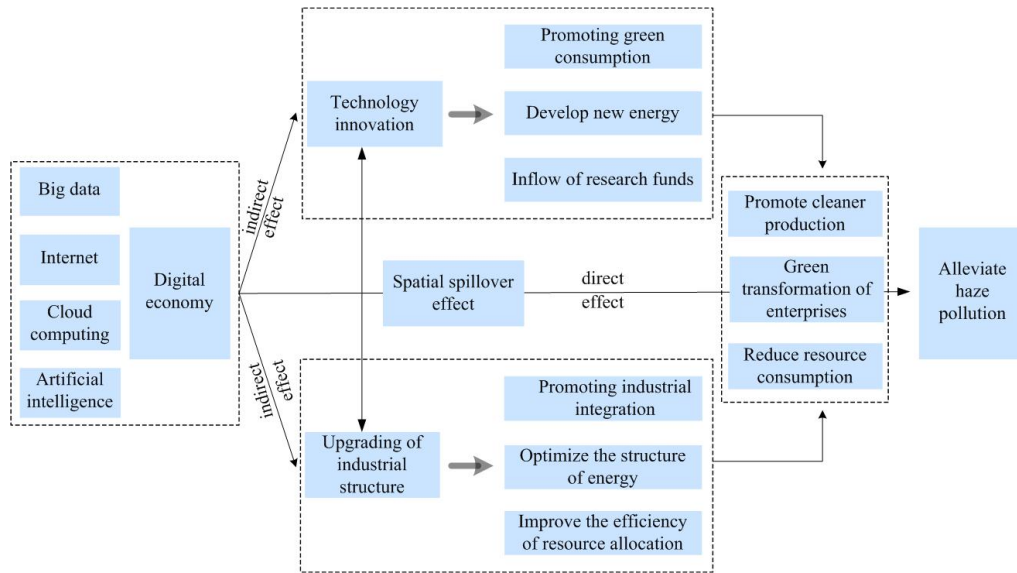 Big data
Internet
Cloud
computing
Artificial
intelligence
Digital
economy
indirect
effect
indirect
effect
Technology
innovation
Promoting green
consumption
Develop new energy
Inflow of research funds
Spatial spillover
effect
direct
effect
Upgrading of
industrial
structure
Promoting industrial
integration
Optimize the structure
of energy
Improve the efficiency
of resource allocation
Promote cleaner
production
Green
transformation of
enterprises
Reduce resource
consumption
Alleviate
haze
pollution